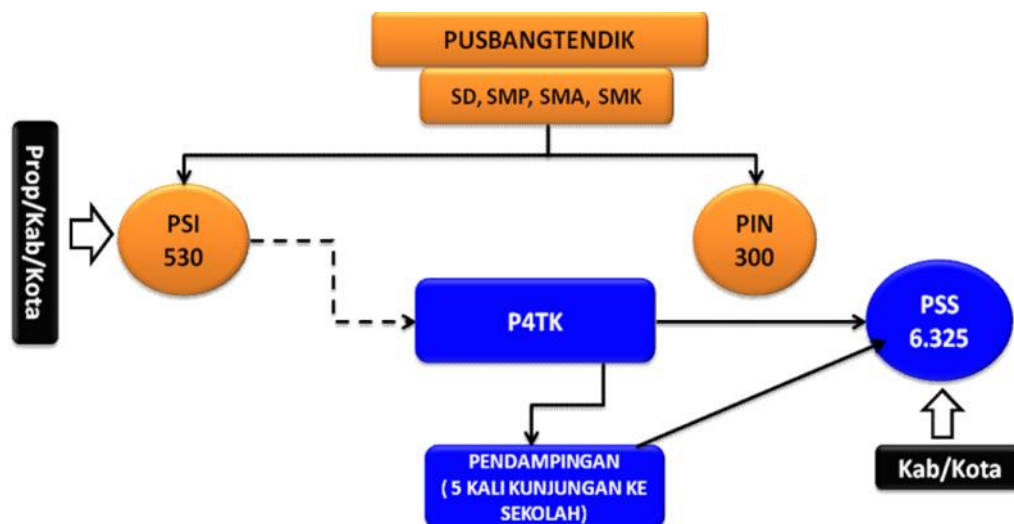 PUSBANGTENDIK
SD, SMP, SMA, SMK
Prop/Kab/Kota
PSI
530
PIN
300
P4TK
PSS
6.325
PENDAMPINGAN
( 5 KALI KUNJUNGAN KE
SEKOLAH)
Kab/Kota